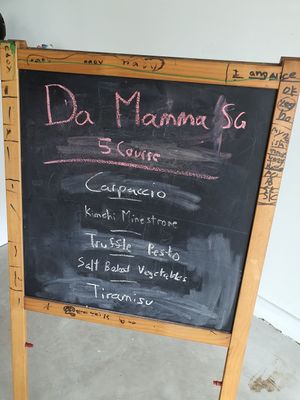 Da Mamma SG
5 Course
Carpaccio
Kimchi Minestrone
Truffle Pesto
Salt Baked Vegetables
Tiramisu